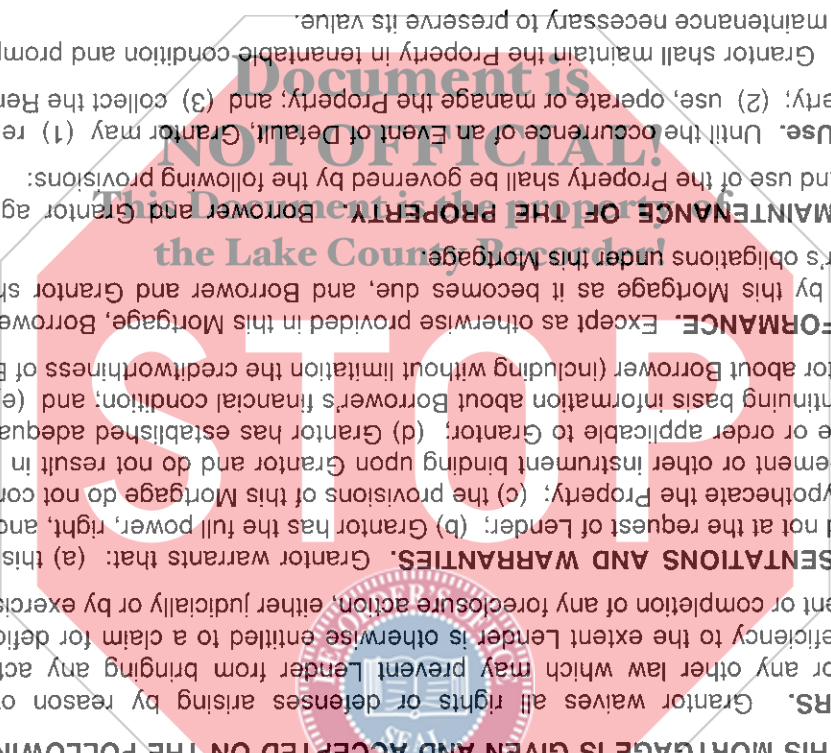 HIS MORTGAGE IS GIVEN AND ACCEPTED ON THE FOLLOWIN
RS. Grantor waives all rights or defenses arising by reason o
or any other law which may prevent Lender from bringing any act
eficiency to the extent Lender is otherwise entitled to a claim for defic
ent or completion of any foreclosure action, either judicially or by exercis
SENTATIONS AND WARRANTIES. Grantor warrants that: (a) this
d not at the request of Lender; (b) Grantor has the full power, right, and
ypothecate the Property; (c) the provisions of this Mortgage do not con
ement or other instrument binding upon Grantor and do not result in
e or order applicable to Grantor; (d) Grantor has established adequa
ntinuing basis information about Borrower's financial condition; and (e
tor about Borrower (including without limitation the creditworthiness of B
FORMANCE. Except as otherwise provided in this Mortgage, Borrowe
by this Mortgage as it becomes due, and Borrower and Grantor sh
r's obligations under this Mortgage.
MAINTENANCE OF THE PROPERTY. Borrower and Grantor ag
nd use of the Property shall be governed by the following provisions:
Use. Until the occurrence of an Event of Default, Grantor may (1) re
erty; (2) use, operate or manage the Property; and (3) collect the Ren
Grantor shall maintain the Property in tenantable condition and promp
maintenance necessary to preserve its value.
Document is
NOT OFFICIAL!
This Document is the property of
the Lake County Recorder!
STOP
RECORDER'S OFFICE
SEAL